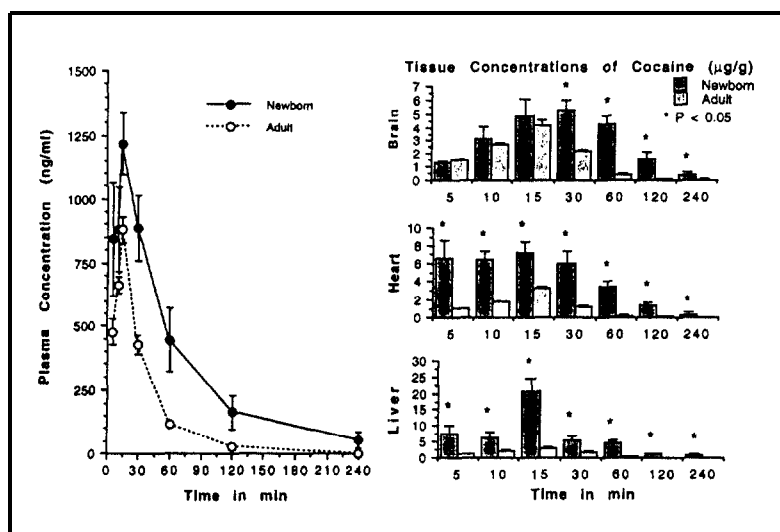 1500
1250
1000
750
500
250
0
Plasma Concentration (ng/ml)
Newborn
Adult
0 30 60 90 120 150 180 210 240
Time in min
Tissue Concentrations of Cocaine (µg/g)
Newborn
Adult
* P < 0.05
Brain
7
6
5
4
3
2
1
0
* * * *
5 10 15 30 60 120 240
Heart
10
8
6
4
2
0
* * * * * * *
5 10 15 30 60 120 240
Liver
30
25
20
15
10
5
0
* * * * * * *
5 10 15 30 60 120 240
Time in min